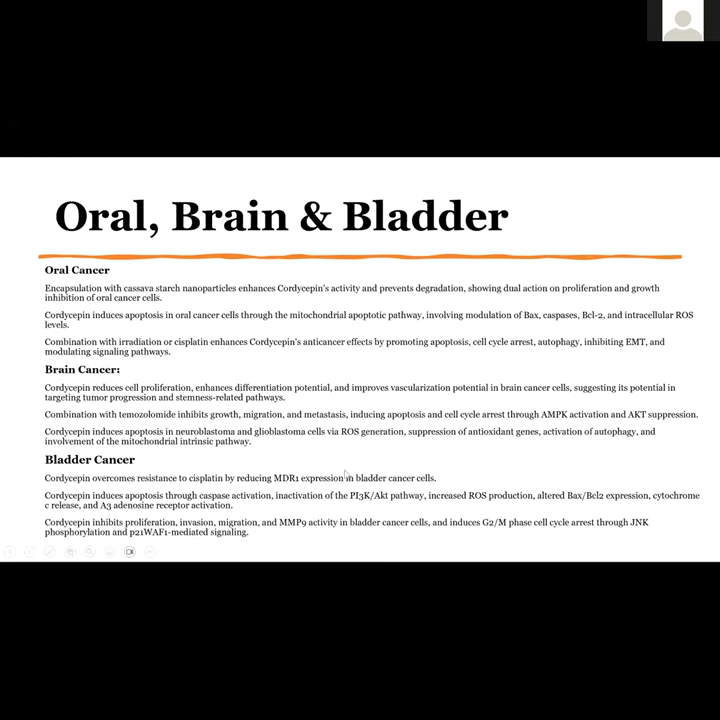 Oral, Brain & Bladder
Oral Cancer
Encapsulation with cassava starch nanoparticles enhances Cordycepin's activity and prevents degradation, showing dual action on proliferation and growth
inhibition of oral cancer cells.
Cordycepin induces apoptosis in oral cancer cells through the mitochondrial apoptotic pathway, involving modulation of Bax, caspases, Bcl-2, and intracellular ROS
levels.
Combination with irradiation or cisplatin enhances Cordycepin's anticancer effects by promoting apoptosis, cell cycle arrest, autophagy, inhibiting EMT, and
modulating signaling pathways.
Brain Cancer:
Cordycepin reduces cell proliferation, enhances differentiation potential, and improves vascularization potential in brain cancer cells, suggesting its potential in
targeting tumor progression and stemness-related pathways.
Combination with temozolomide inhibits growth, migration, and metastasis, inducing apoptosis and cell cycle arrest through AMPK activation and AKT suppression.
Cordycepin induces apoptosis in neuroblastoma and glioblastoma cells via ROS generation, suppression of antioxidant genes, activation of autophagy, and
involvement of the mitochondrial intrinsic pathway.
Bladder Cancer
Cordycepin overcomes resistance to cisplatin by reducing MDR1 expression in bladder cancer cells.
Cordycepin induces apoptosis through caspase activation, inactivation of the PI3K/Akt pathway, increased ROS production, altered Bax/Bcl2 expression, cytochrome
c release, and A3 adenosine receptor activation.
Cordycepin inhibits proliferation, invasion, migration, and MMP9 activity in bladder cancer cells, and induces G2/M phase cell cycle arrest through JNK
phosphorylation and p21WAF1-mediated signaling.